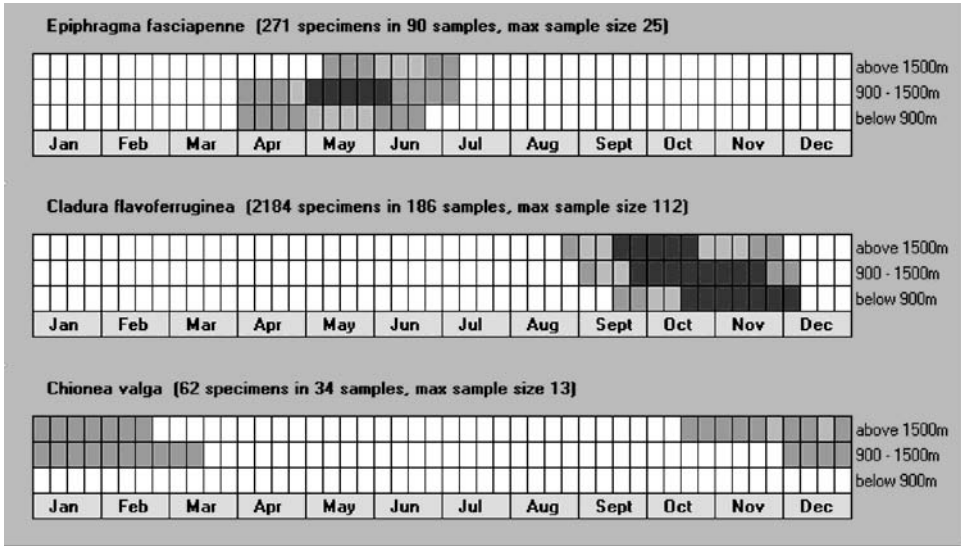 Epiphragma fasciapenne (271 specimens in 90 samples, max sample size 25)
above 1500m
900 - 1500m
below 900m
Jan Feb Mar Apr May Jun Jul Aug Sept Oct Nov Dec
Cladura flavoferruginea (2184 specimens in 186 samples, max sample size 112)
above 1500m
900 - 1500m
below 900m
Jan Feb Mar Apr May Jun Jul Aug Sept Oct Nov Dec
Chionea valga (62 specimens in 34 samples, max sample size 13)
above 1500m
900 - 1500m
below 900m
Jan Feb Mar Apr May Jun Jul Aug Sept Oct Nov Dec